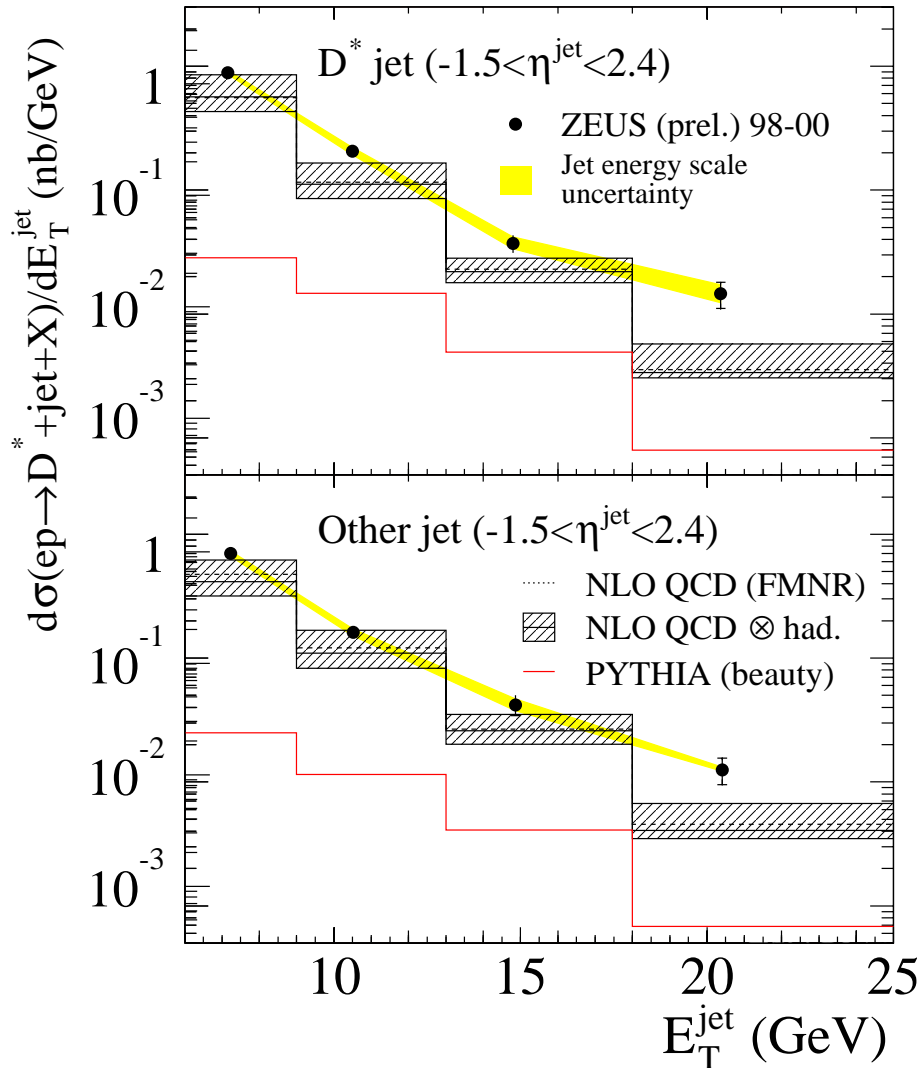 dσ(ep→D* +jet+X)/dE_T^jet (nb/GeV)
D* jet (-1.5<η^jet<2.4)
ZEUS (prel.) 98-00
Jet energy scale
uncertainty
1
10^-1
10^-2
10^-3
Other jet (-1.5<η^jet<2.4)
NLO QCD (FMNR)
NLO QCD ⊗ had.
PYTHIA (beauty)
1
10^-1
10^-2
10^-3
10 15 20 25
E_T^jet (GeV)